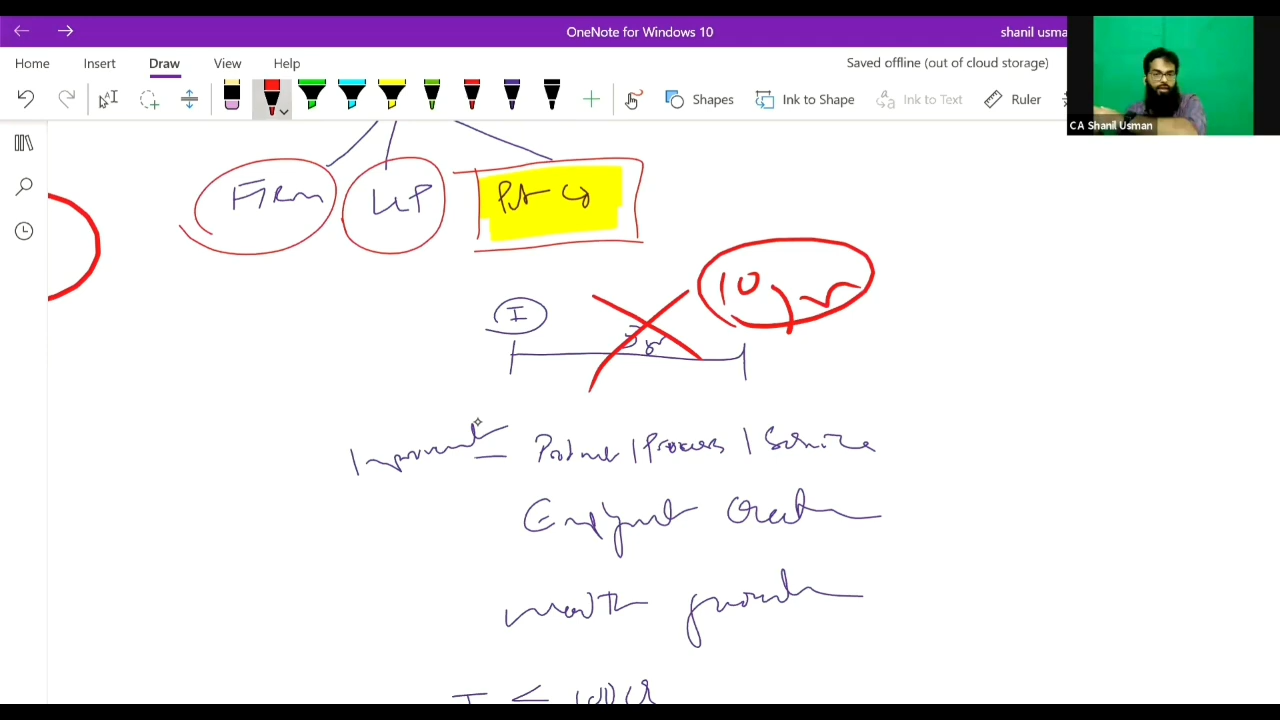 OneNote for Windows 10
shanil usma
Home Insert Draw View Help
Saved offline (out of cloud storage)
Shapes Ink to Shape Ink to Text Ruler
CA Shanil Usman
Firm LLP Pvt Co
I
10 yr
Improvement - Product / Process / Service
Employment Creation
Wealth growth